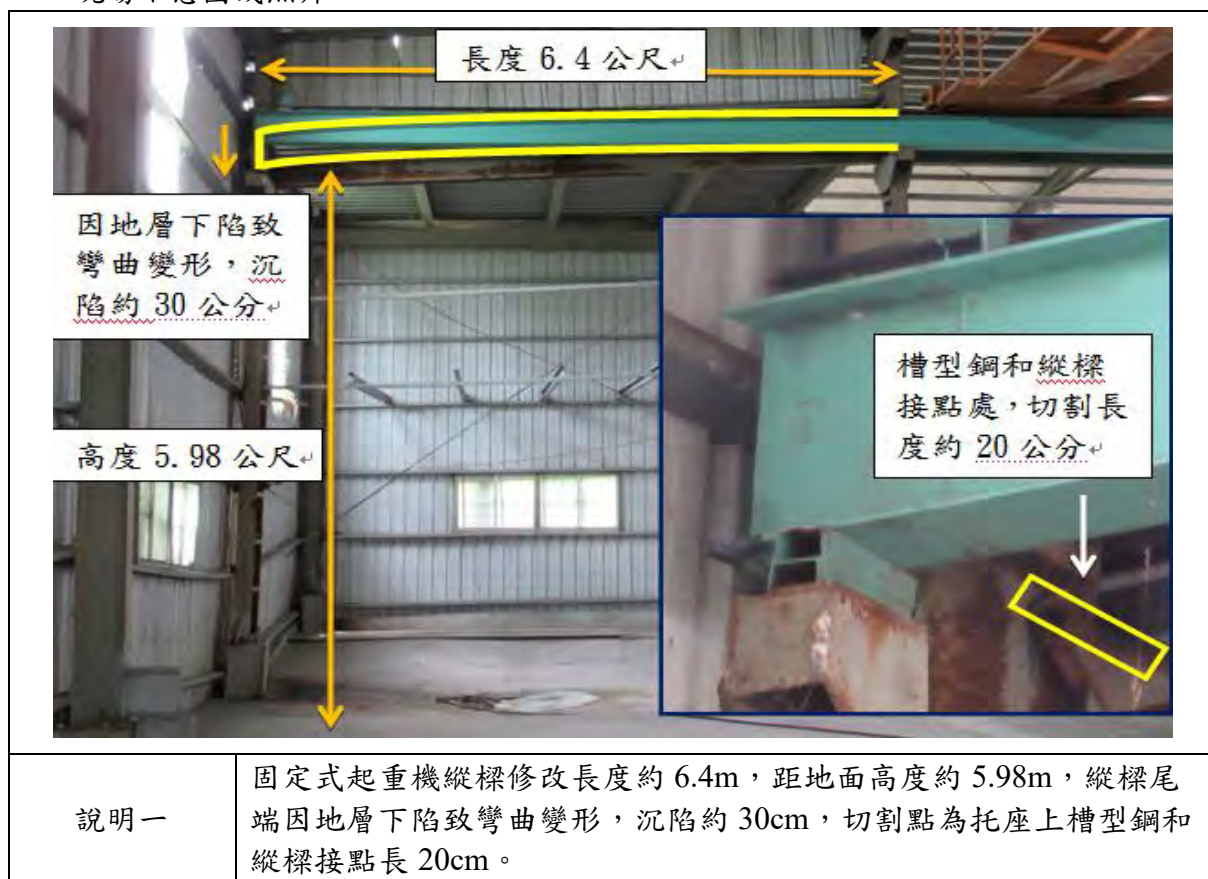 長度 6.4 公尺
因地層下陷致
彎曲變形，沉
陷約 30 公分
槽型鋼和縱樑
接點處，切割長
度約 20 公分
高度 5.98 公尺
說明一
固定式起重機縱樑修改長度約 6.4m，距地面高度約 5.98m，縱樑尾
端因地層下陷致彎曲變形，沉陷約 30cm，切割點為托座上槽型鋼和
縱樑接點長 20cm。